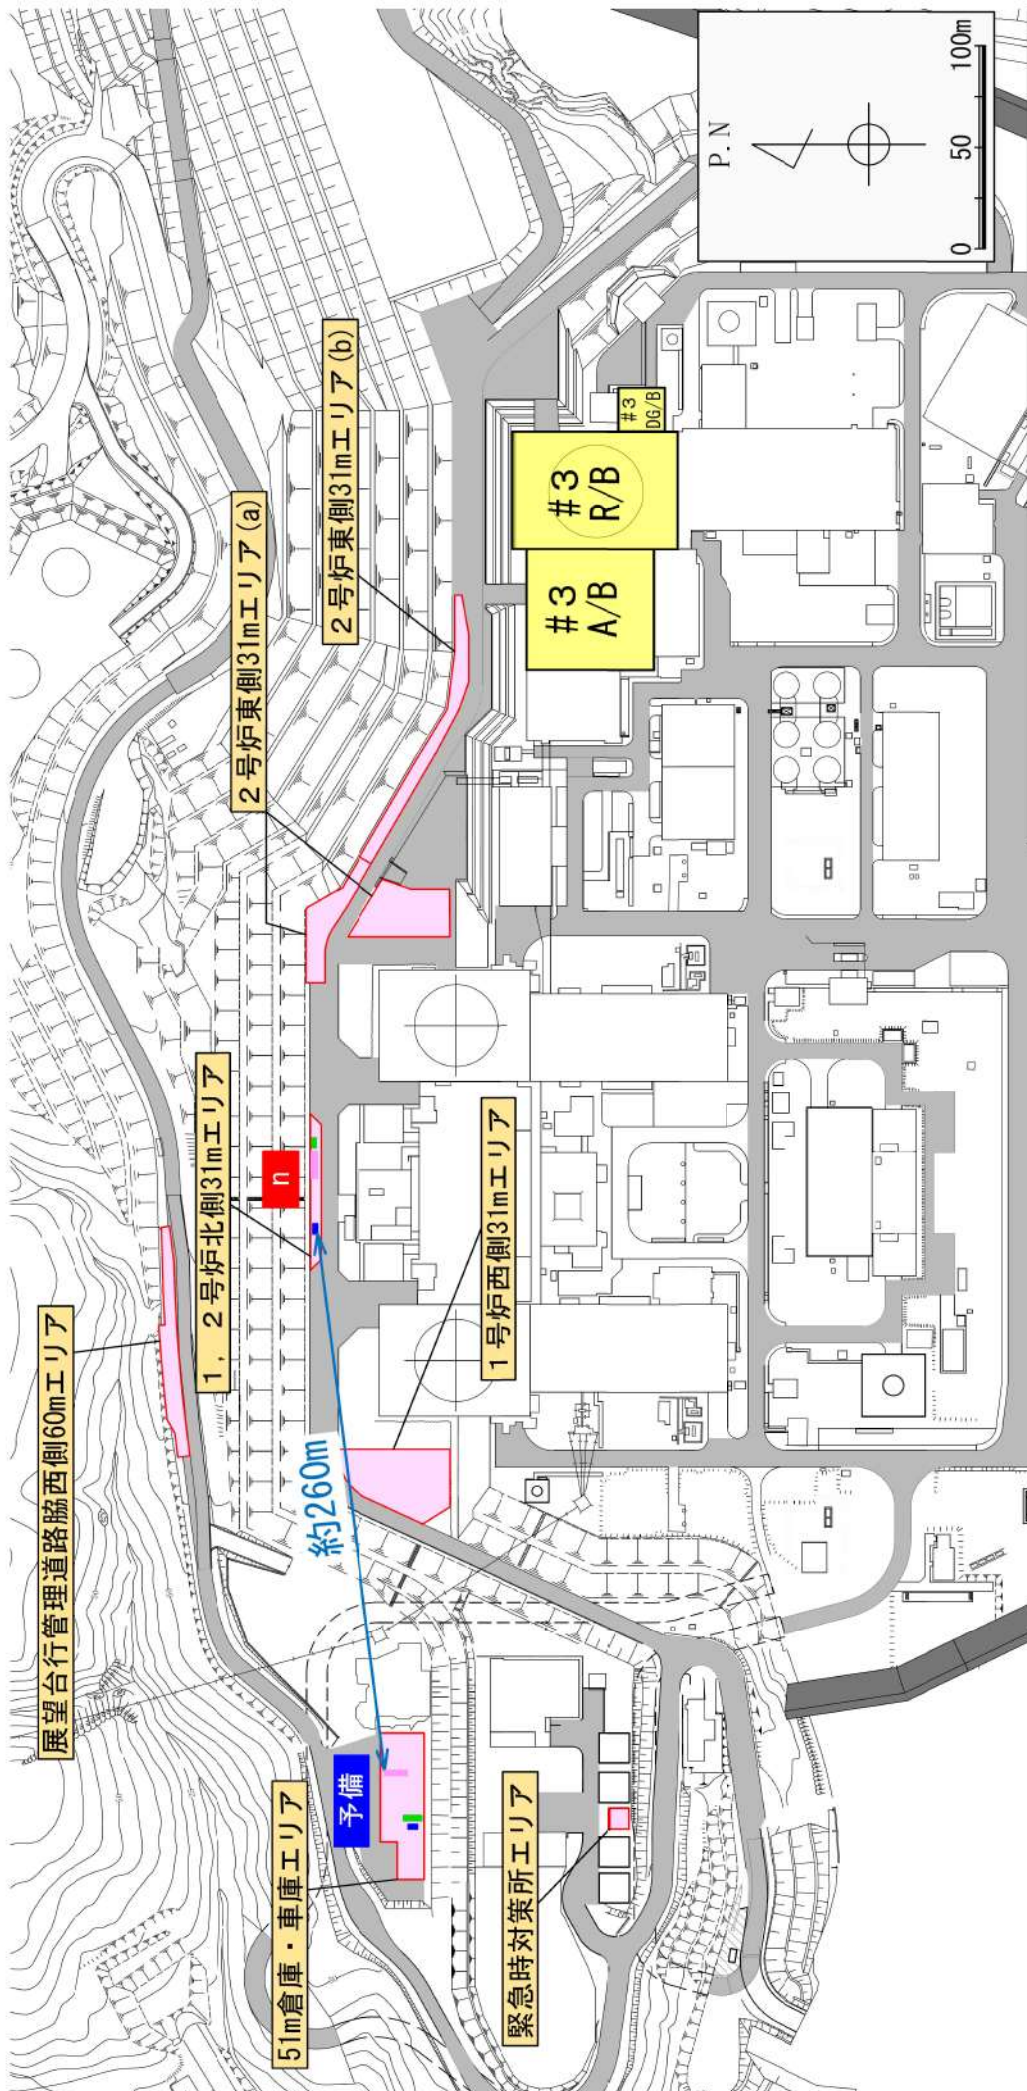 展望台行管理道路脇西側60mエリア
51m倉庫・車庫エリア
予備
緊急時対策所エリア
約260m
1,2号炉北側31mエリア
n
1号炉西側31mエリア
2号炉東側31mエリア(a)
2号炉東側31mエリア(b)
#3
A/B
#3
R/B
#3
DG/B
P.N
0 50 100m